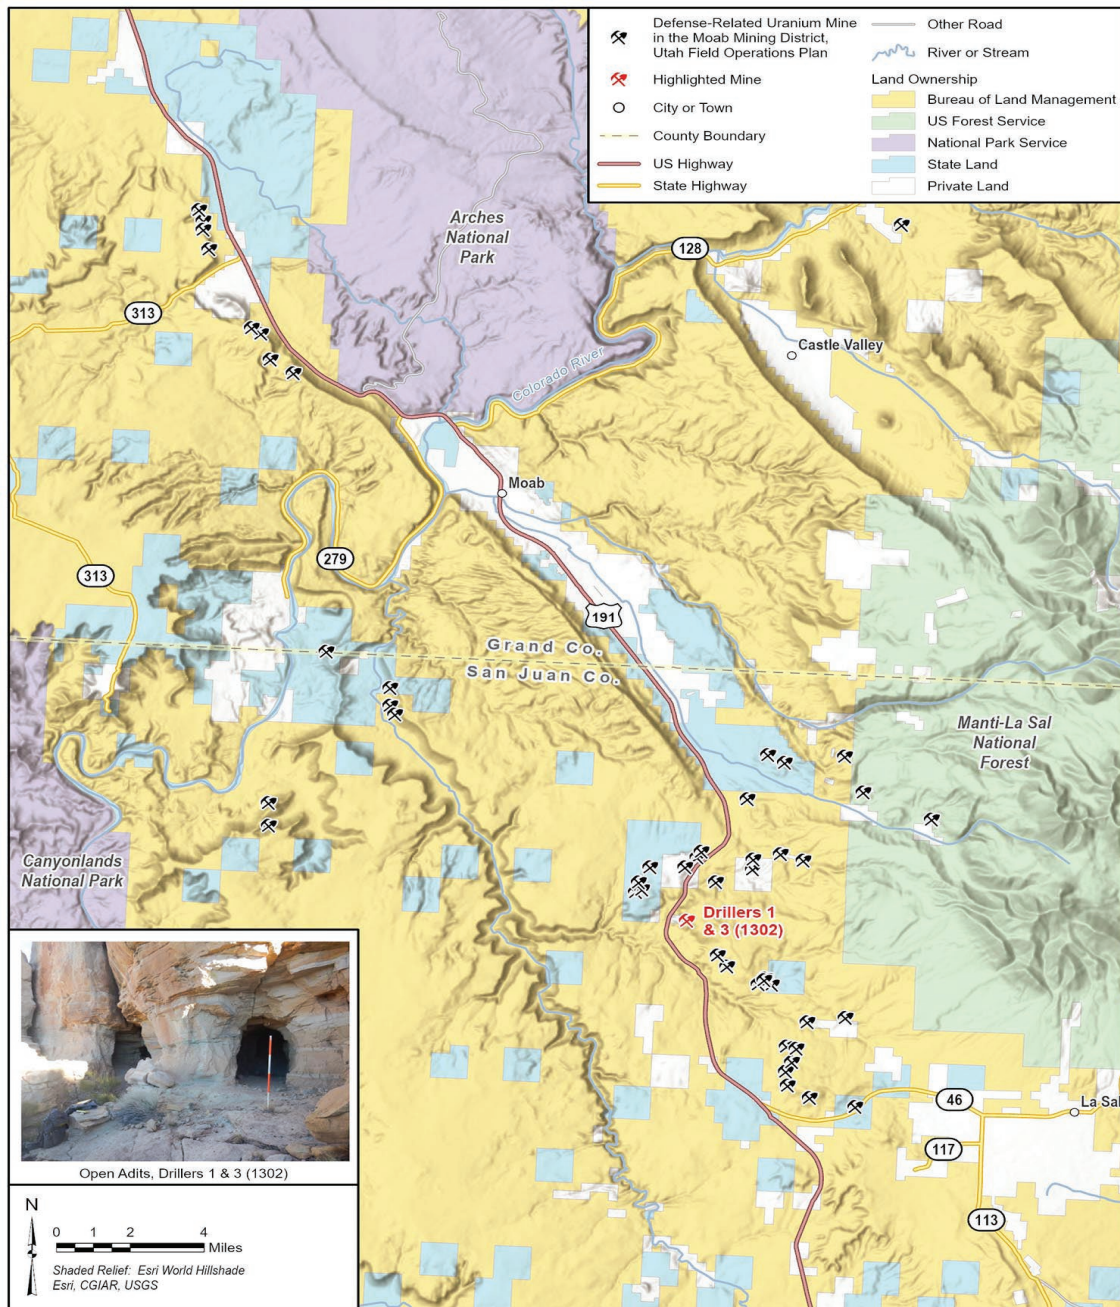 Defense-Related Uranium Mine
in the Moab Mining District,
Utah Field Operations Plan
Highlighted Mine
City or Town
County Boundary
US Highway
State Highway
Other Road
River or Stream
Land Ownership
Bureau of Land Management
US Forest Service
National Park Service
State Land
Private Land
Arches
National
Park
128
313
Castle Valley
Colorado River
Moab
279
313
191
Grand Co.
San Juan Co.
Manti-La Sal
National
Forest
Canyonlands
National Park
Drillers 1
& 3 (1302)
46
La Sal
117
113
Open Adits, Drillers 1 & 3 (1302)
N
0 1 2 4
Miles
Shaded Relief: Esri World Hillshade
Esri, CGIAR, USGS